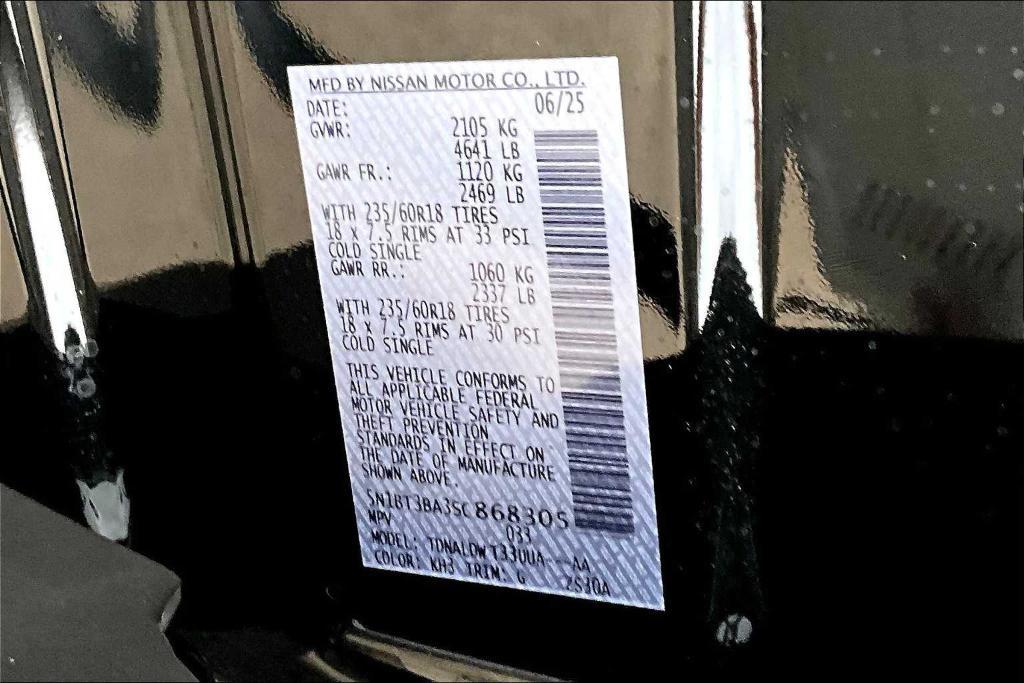 MFD BY NISSAN MOTOR CO., LTD.
DATE: 06/25
GVWR: 2105 KG
4641 LB
GAWR FR.: 1120 KG
2469 LB
WITH 235/60R18 TIRES
18 X 7.5 RIMS AT 33 PSI
COLD SINGLE
GAWR RR.: 1060 KG
2337 LB
WITH 235/60R18 TIRES
18 X 7.5 RIMS AT 30 PSI
COLD SINGLE
THIS VEHICLE CONFORMS TO
ALL APPLICABLE FEDERAL
MOTOR VEHICLE SAFETY AND
THEFT PREVENTION
STANDARDS IN EFFECT ON
THE DATE OF MANUFACTURE
SHOWN ABOVE.
5N1BT3BA3SC868305
MPV 033
MODEL: TDNALDWT33UUA---AA
COLOR: KH3 TRIM: G 2S30A